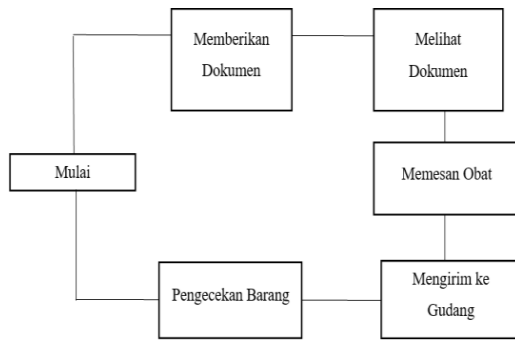 Memberikan
Dokumen
Melihat
Dokumen
Mulai
Memesan Obat
Pengecekan Barang
Mengirim ke
Gudang